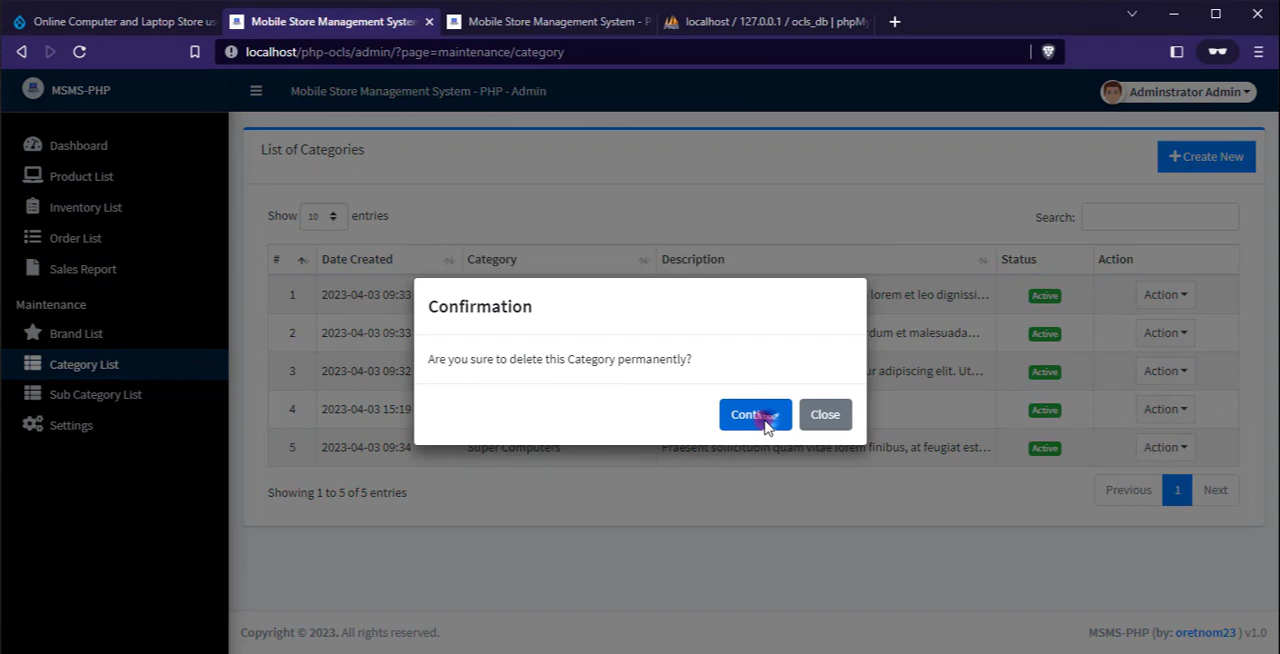 Online Computer and Laptop Store us
Mobile Store Management System
Mobile Store Management System - P
localhost / 127.0.0.1 / ocls_db | phpMy
localhost/php-ocls/admin/?page=maintenance/category
MSMS-PHP
Mobile Store Management System - PHP - Admin
Adminstrator Admin
Dashboard
Product List
Inventory List
Order List
Sales Report
Maintenance
Brand List
Category List
Sub Category List
Settings
List of Categories
Create New
Show 10 entries
Search:
# Date Created Category Description Status Action
1 2023-04-03 09:33 lorem et leo dignissi... Active Action
2 2023-04-03 09:33 et malesuada... Active Action
3 2023-04-03 09:32 adipiscing elit. Ut... Active Action
4 2023-04-03 15:19 Active Action
5 2023-04-03 09:34 Super Computers Praesent sollicitudin quam vitae lorem finibus, at feugiat est... Active Action
Confirmation
Are you sure to delete this Category permanently?
Continue Close
Showing 1 to 5 of 5 entries
Previous 1 Next
Copyright © 2023. All rights reserved.
MSMS-PHP (by: oretnom23 ) v1.0